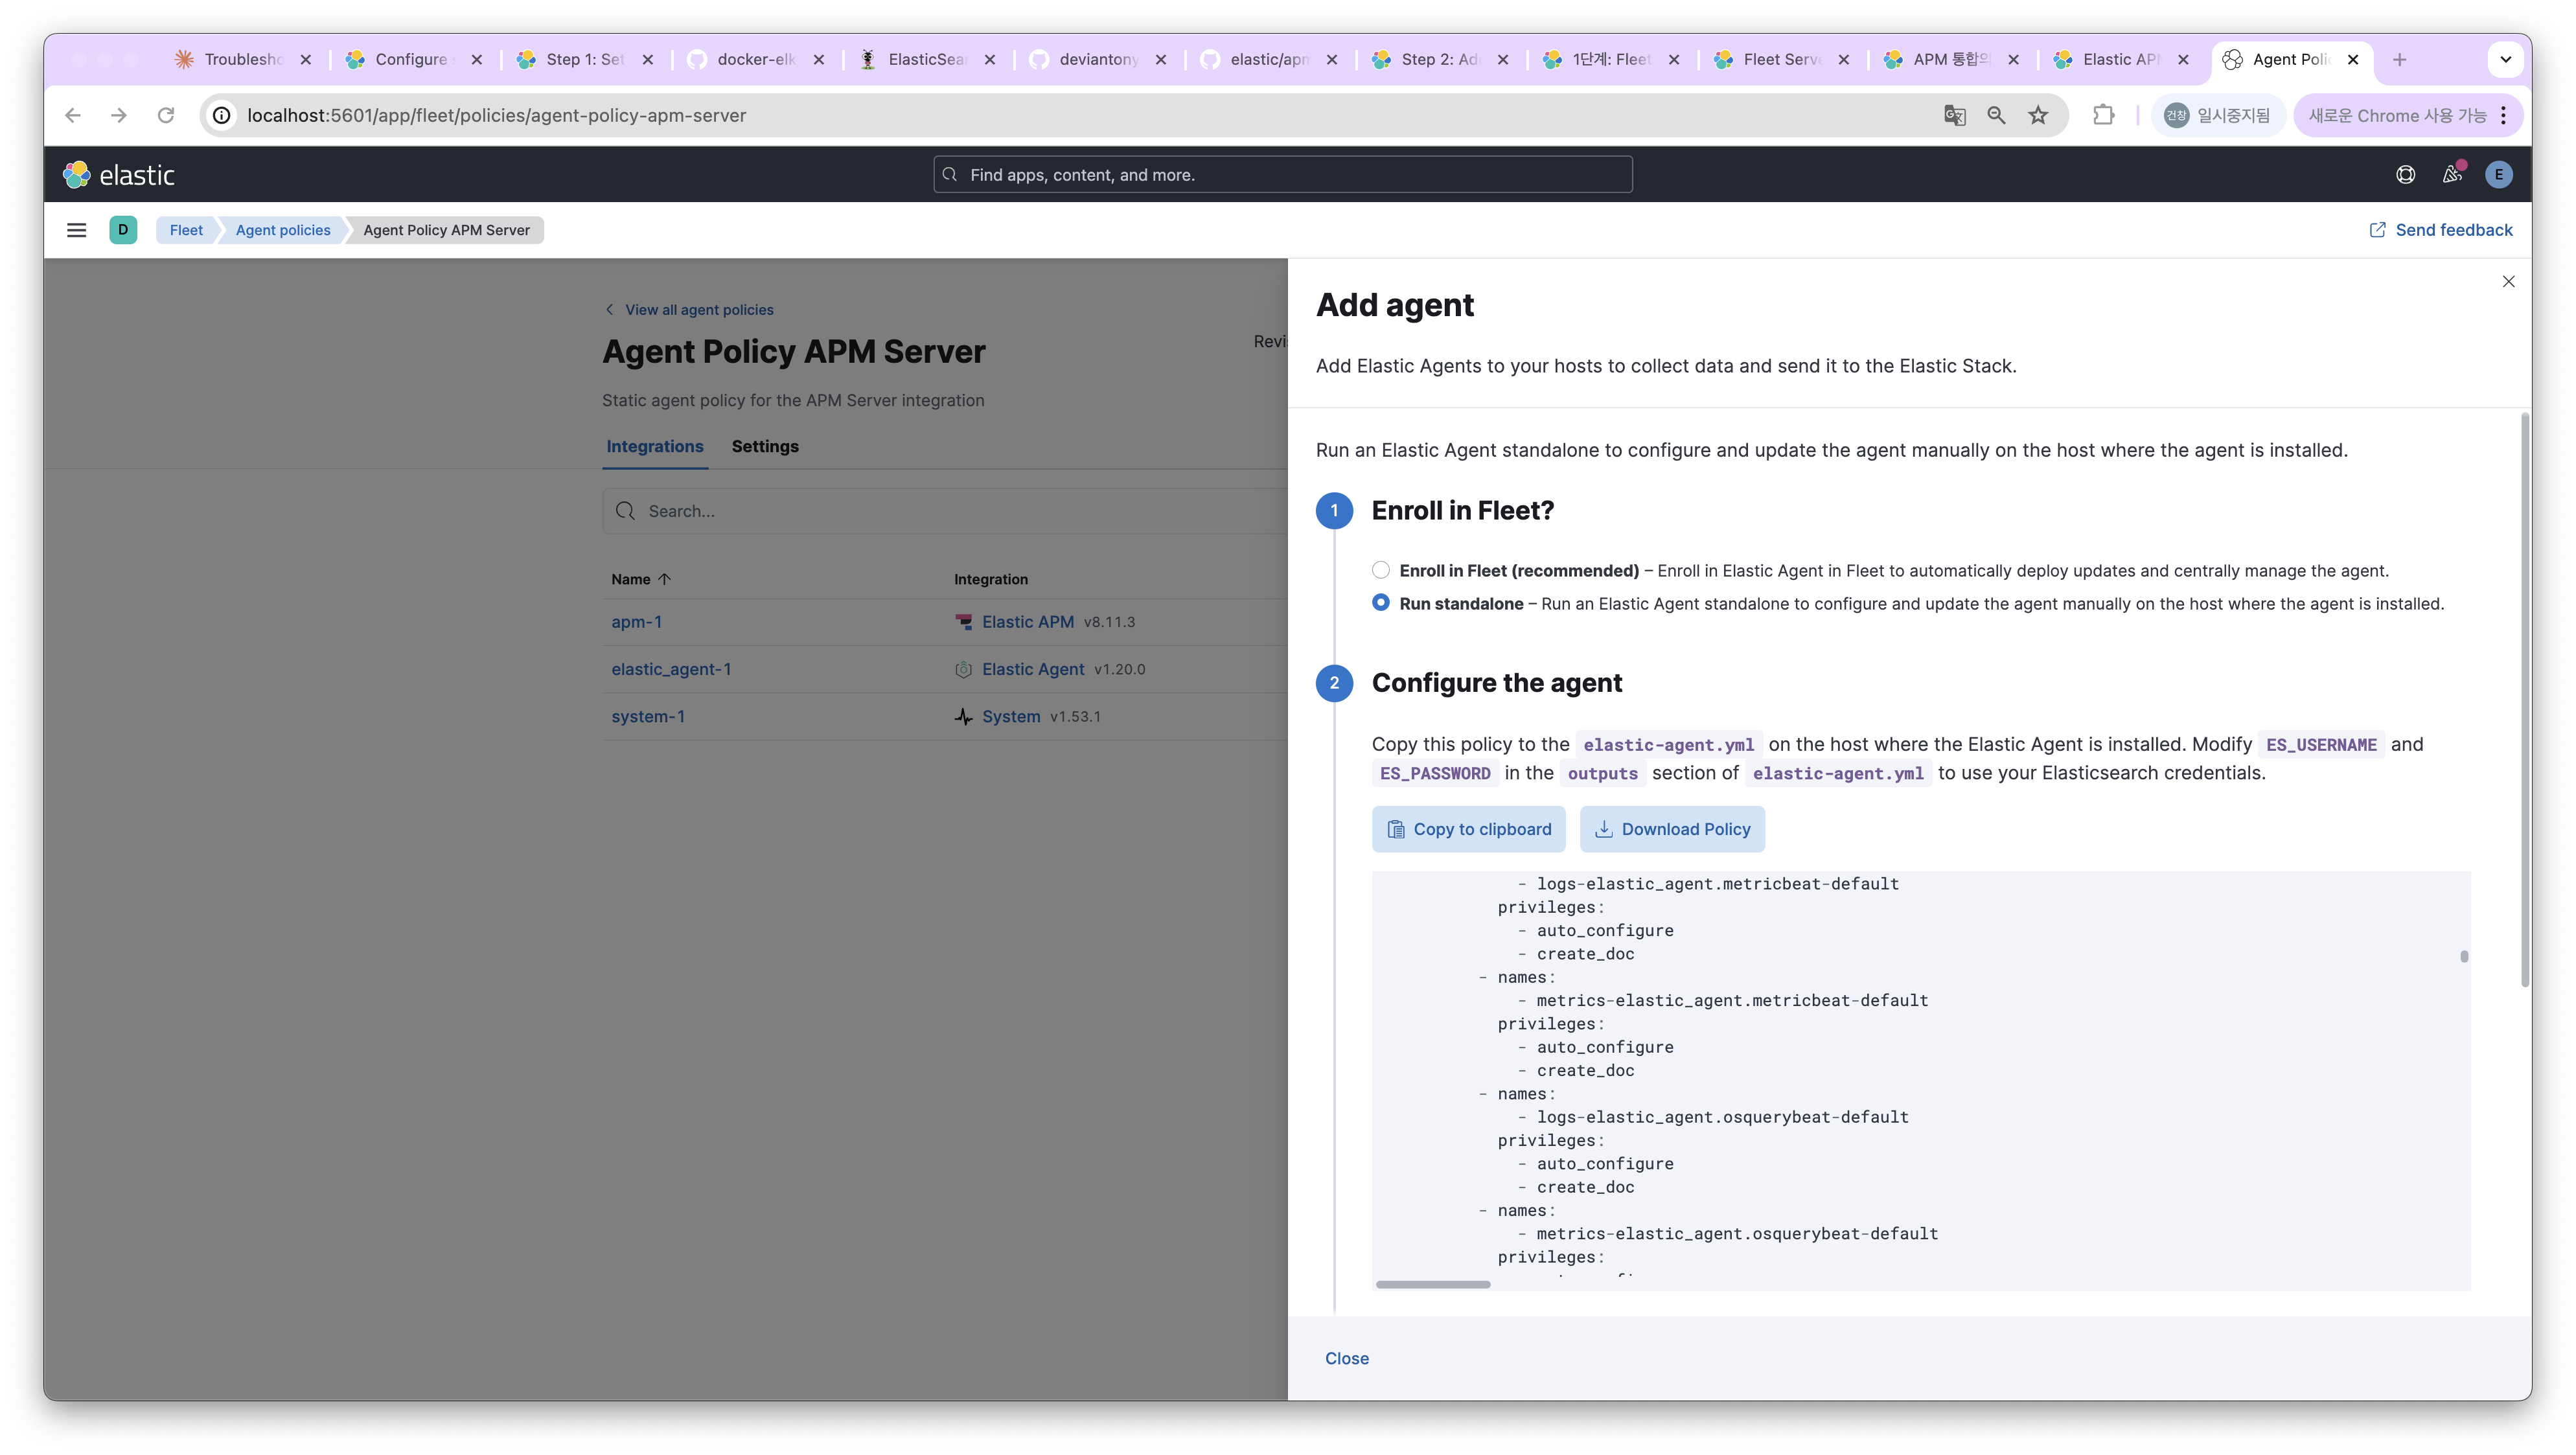 Troublesho
Configure
Step 1: Set
docker-elk
ElasticSear
deviantony
elastic/apm
Step 2: Ad
1단계: Fleet
Fleet Serve
APM 통합의
Elastic AP
Agent Poli
localhost:5601/app/fleet/policies/agent-policy-apm-server
건창
일시중지됨
새로운 Chrome 사용 가능
elastic
Find apps, content, and more.
E
D
Fleet
Agent policies
Agent Policy APM Server
Send feedback
View all agent policies
Agent Policy APM Server
Revis
Static agent policy for the APM Server integration
Integrations
Settings
Search...
Name
Integration
apm-1
Elastic APM v8.11.3
elastic_agent-1
Elastic Agent v1.20.0
system-1
System v1.53.1
Add agent
Add Elastic Agents to your hosts to collect data and send it to the Elastic Stack.
Run an Elastic Agent standalone to configure and update the agent manually on the host where the agent is installed.
1 Enroll in Fleet?
Enroll in Fleet (recommended) – Enroll in Elastic Agent in Fleet to automatically deploy updates and centrally manage the agent.
Run standalone – Run an Elastic Agent standalone to configure and update the agent manually on the host where the agent is installed.
2 Configure the agent
Copy this policy to the elastic-agent.yml on the host where the Elastic Agent is installed. Modify ES_USERNAME and
ES_PASSWORD in the outputs section of elastic-agent.yml to use your Elasticsearch credentials.
Copy to clipboard
Download Policy
- logs-elastic_agent.metricbeat-default
privileges:
- auto_configure
- create_doc
- names:
- metrics-elastic_agent.metricbeat-default
privileges:
- auto_configure
- create_doc
- names:
- logs-elastic_agent.osquerybeat-default
privileges:
- auto_configure
- create_doc
- names:
- metrics-elastic_agent.osquerybeat-default
privileges:
Close